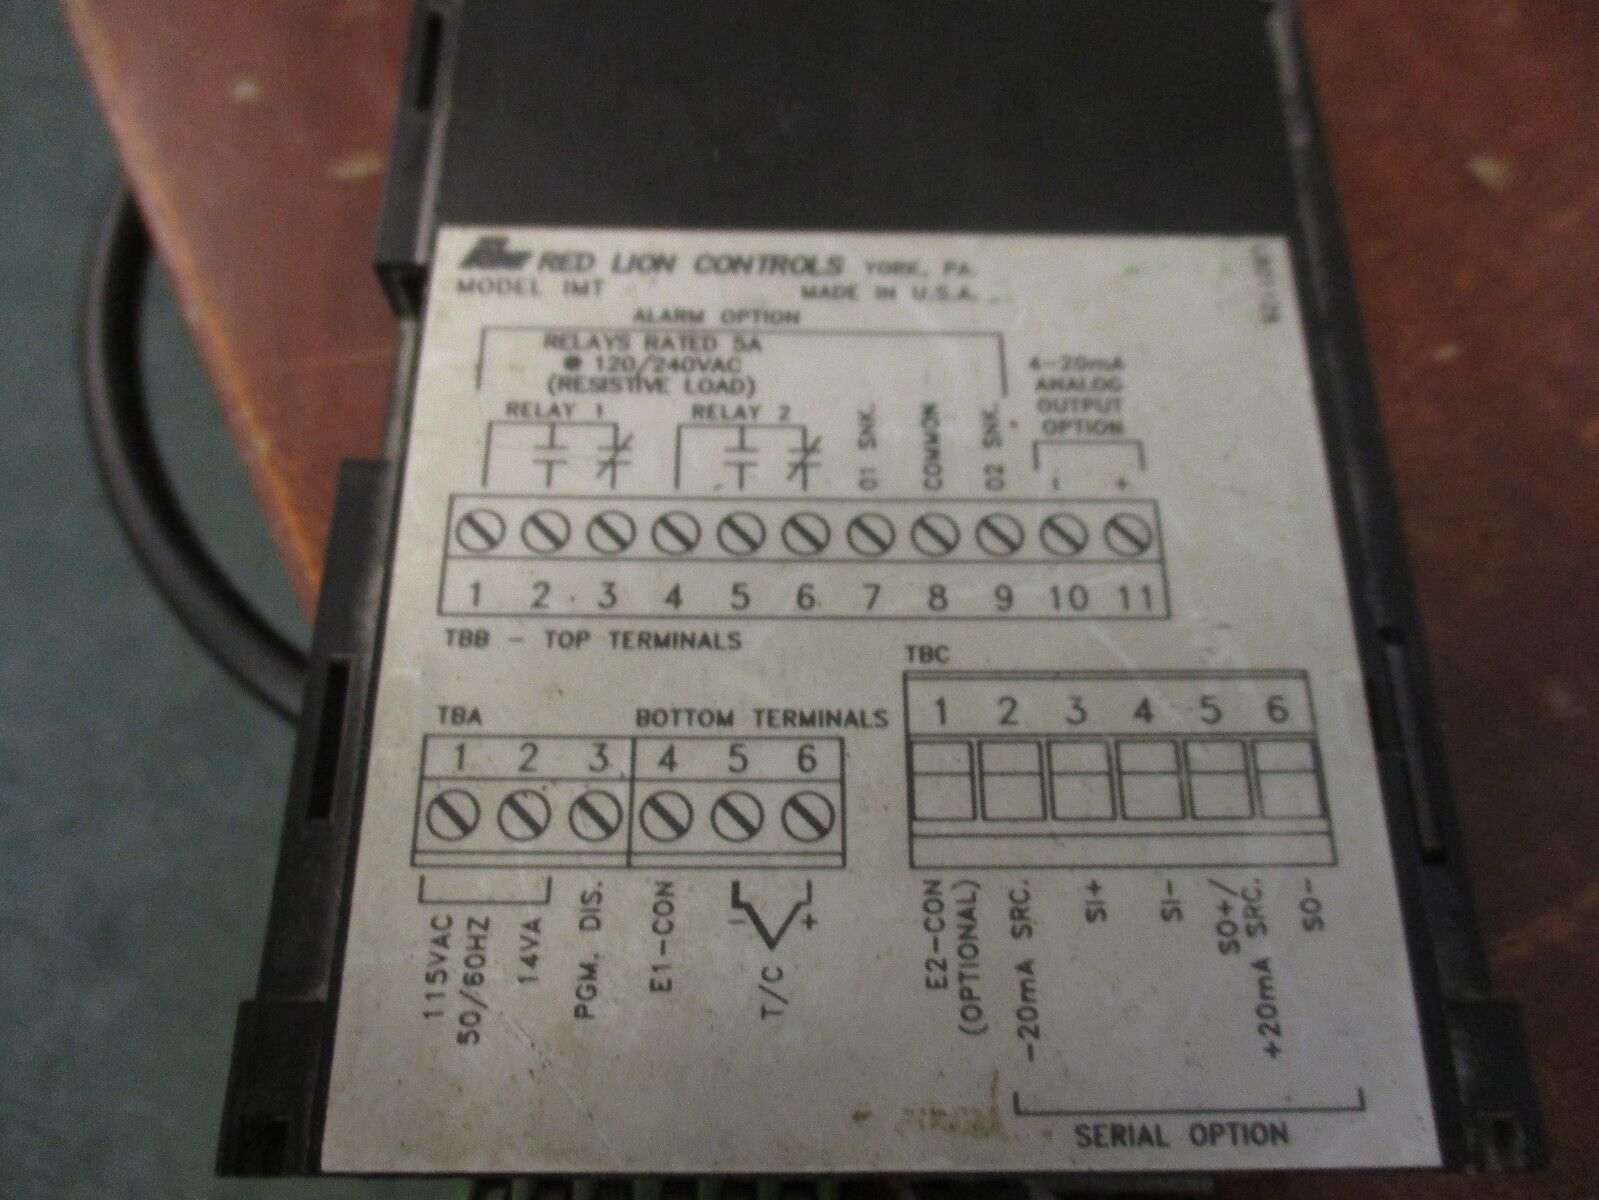 RED LION CONTROLS YORK, PA.
MODEL IMT MADE IN U.S.A.
ALARM OPTION
RELAYS RATED 5A
@ 120/240VAC
(RESISTIVE LOAD)
RELAY 1
RELAY 2
O1 SNK.
COMMON
O2 SNK.
4-20mA
ANALOG
OUTPUT
OPTION
- +
1 2 3 4 5 6 7 8 9 10 11
TBB - TOP TERMINALS
TBA BOTTOM TERMINALS
1 2 3 4 5 6
115VAC
50/60HZ
14VA
PGM. DIS.
E1-CON
- +
T/C
TBC
1 2 3 4 5 6
E2-CON
(OPTIONAL)
-20mA SRC.
SI+
SI-
SO+/
+20mA SRC.
SO-
SERIAL OPTION